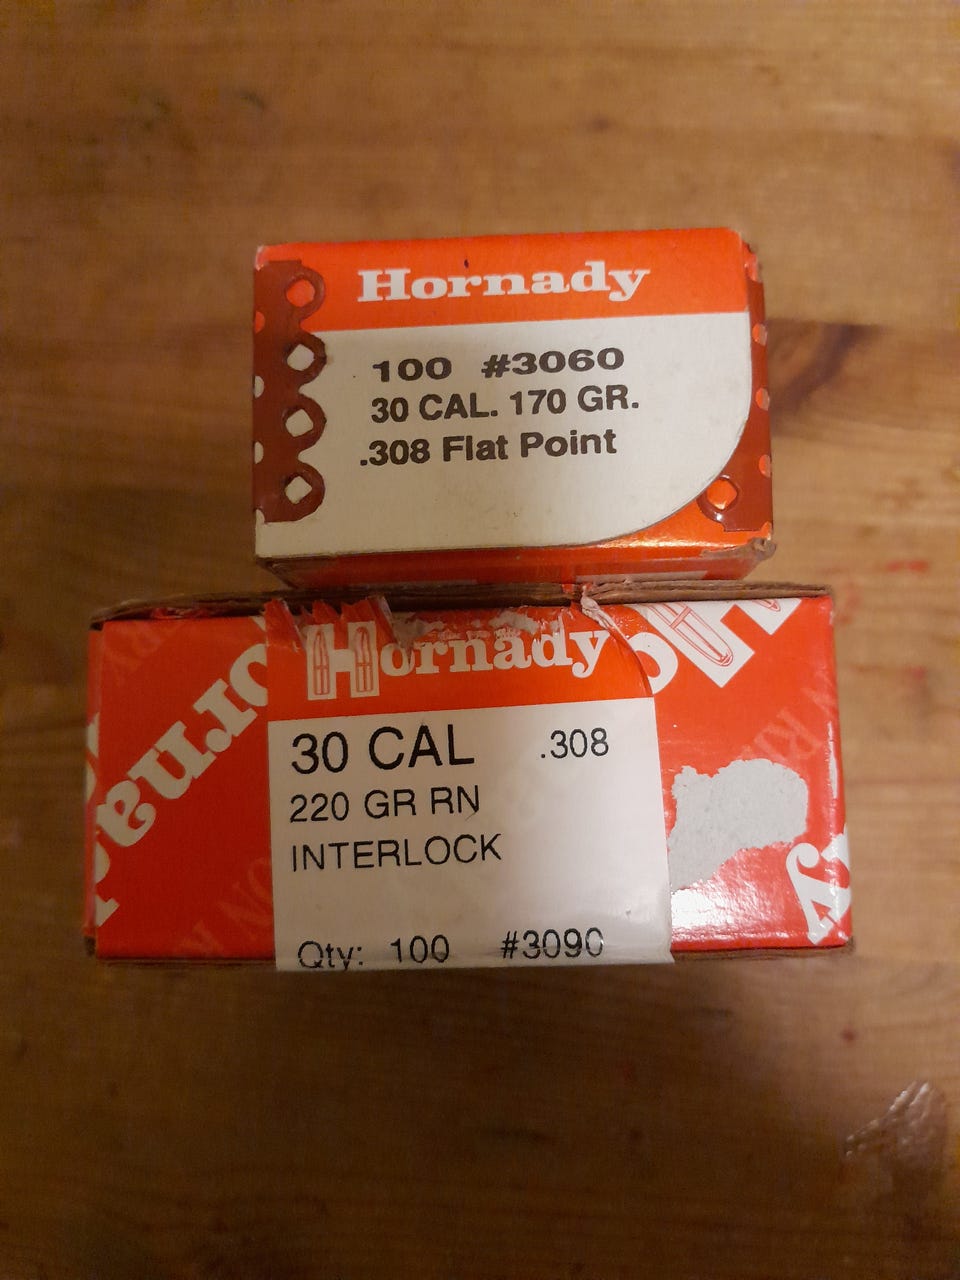 Hornady
100 #3060
30 CAL. 170 GR.
.308 Flat Point
Hornady
30 CAL .308
220 GR RN
INTERLOCK
Qty: 100 #3090